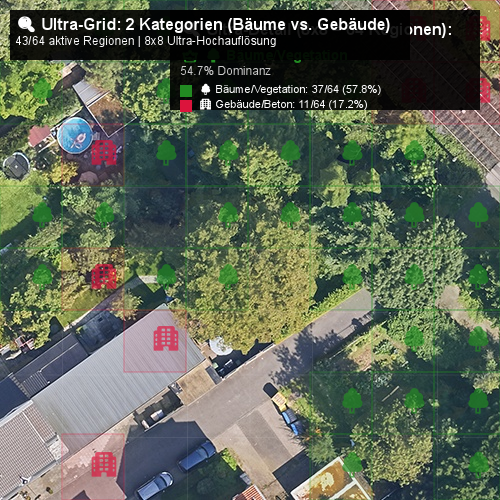 🔍 Ultra-Grid: 2 Kategorien (Bäume vs. Gebäude)
43/64 aktive Regionen | 8x8 Ultra-Hochauflösung
54.7% Dominanz
🌲 Bäume/Vegetation: 37/64 (57.8%)
🏢 Gebäude/Beton: 11/64 (17.2%)